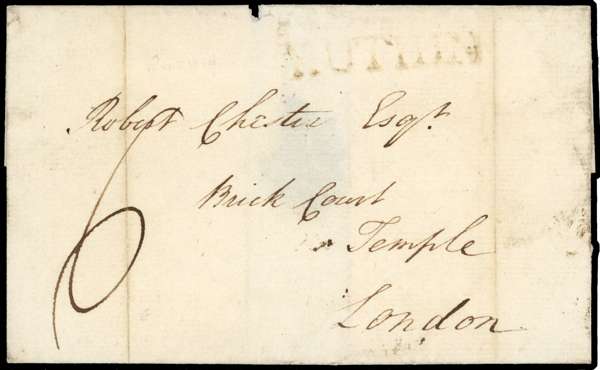 Robert Chester Esqr.
Brick Court
Temple
London
6